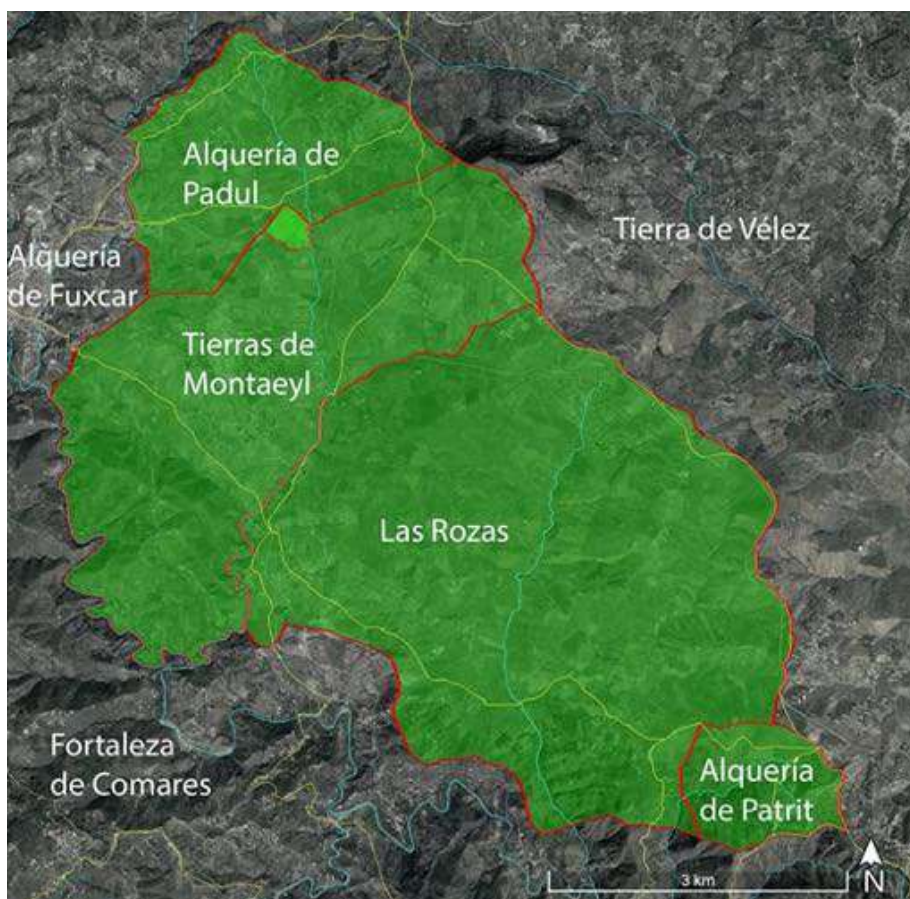 Alquería de
Padul
Tierra de Vélez
Alquería
de Fuxcar
Tierras de
Montaeyl
Las Rozas
Fortaleza
de Comares
Alquería
de Patrit
3 km
N